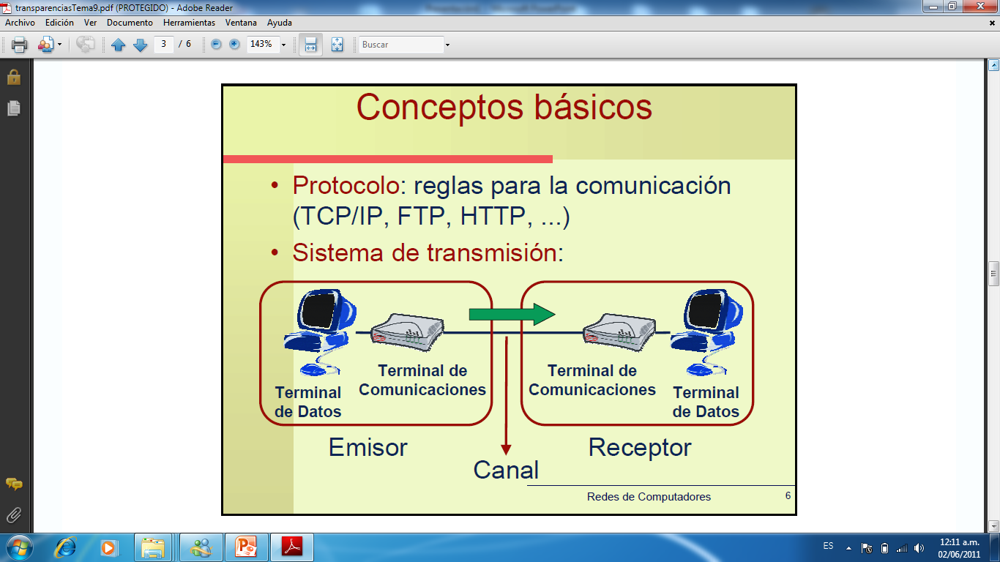 transparenciasTema9.pdf (PROTEGIDO) - Adobe Reader
Archivo Edición Ver Documento Herramientas Ventana Ayuda
3 / 6 143% Buscar
Conceptos básicos
• Protocolo: reglas para la comunicación
(TCP/IP, FTP, HTTP, ...)
• Sistema de transmisión:
Terminal de
Comunicaciones
Terminal
de Datos
Terminal de
Comunicaciones
Terminal
de Datos
Emisor
Receptor
Canal
Redes de Computadores 6
ES
12:11 a.m.
02/06/2011